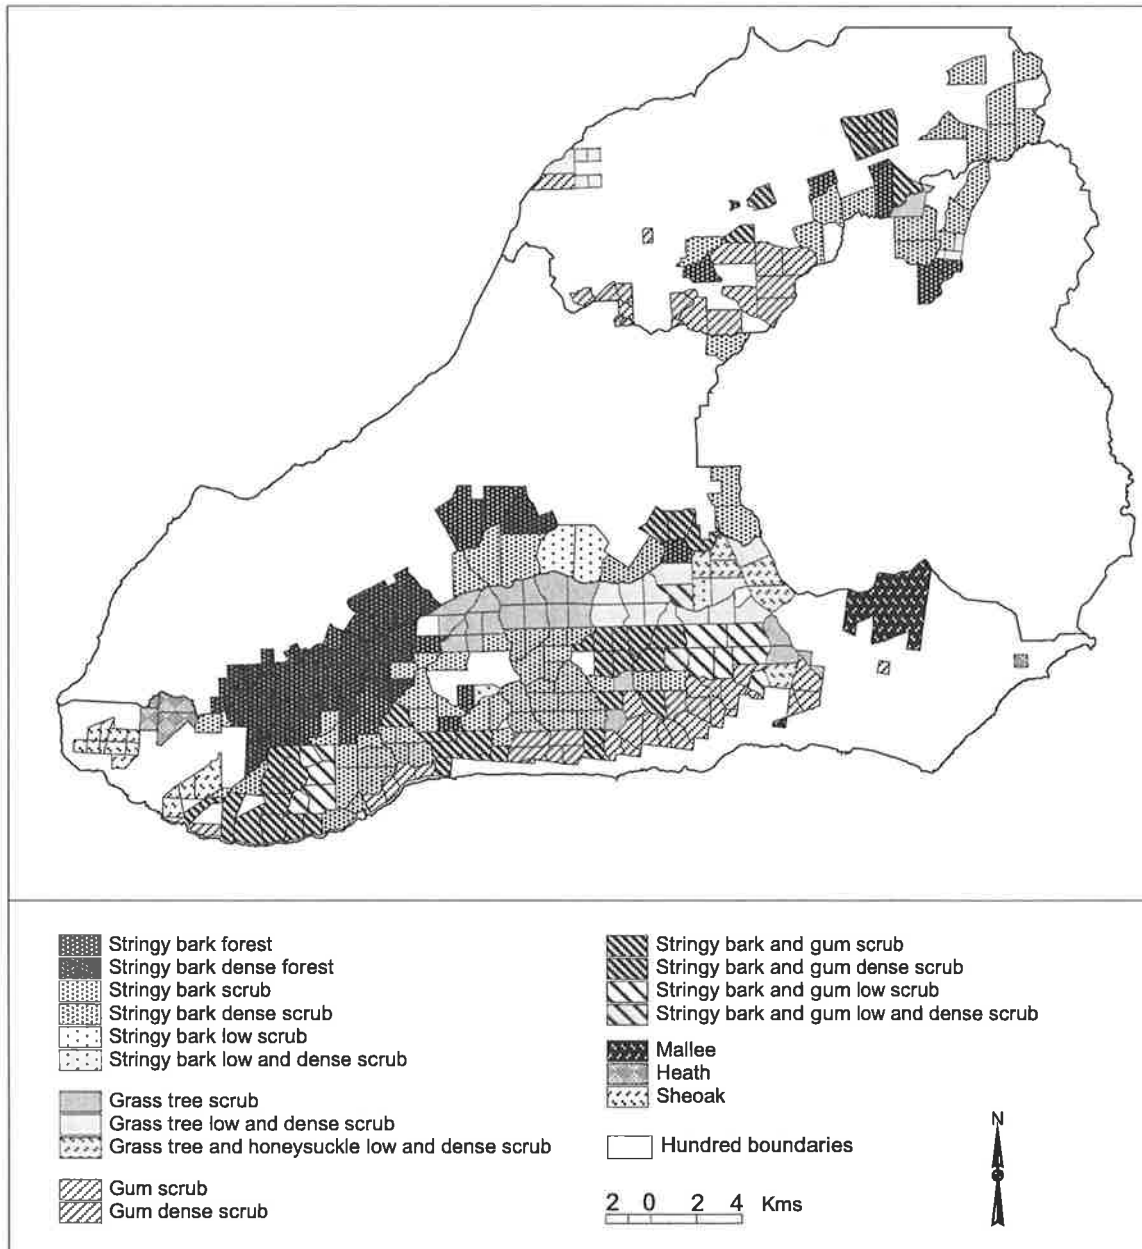 Stringy bark forest
Stringy bark dense forest
Stringy bark scrub
Stringy bark dense scrub
Stringy bark low scrub
Stringy bark low and dense scrub
Grass tree scrub
Grass tree low and dense scrub
Grass tree and honeysuckle low and dense scrub
Gum scrub
Gum dense scrub
Stringy bark and gum scrub
Stringy bark and gum dense scrub
Stringy bark and gum low scrub
Stringy bark and gum low and dense scrub
Mallee
Heath
Sheoak
Hundred boundaries
2 0 2 4 Kms
N